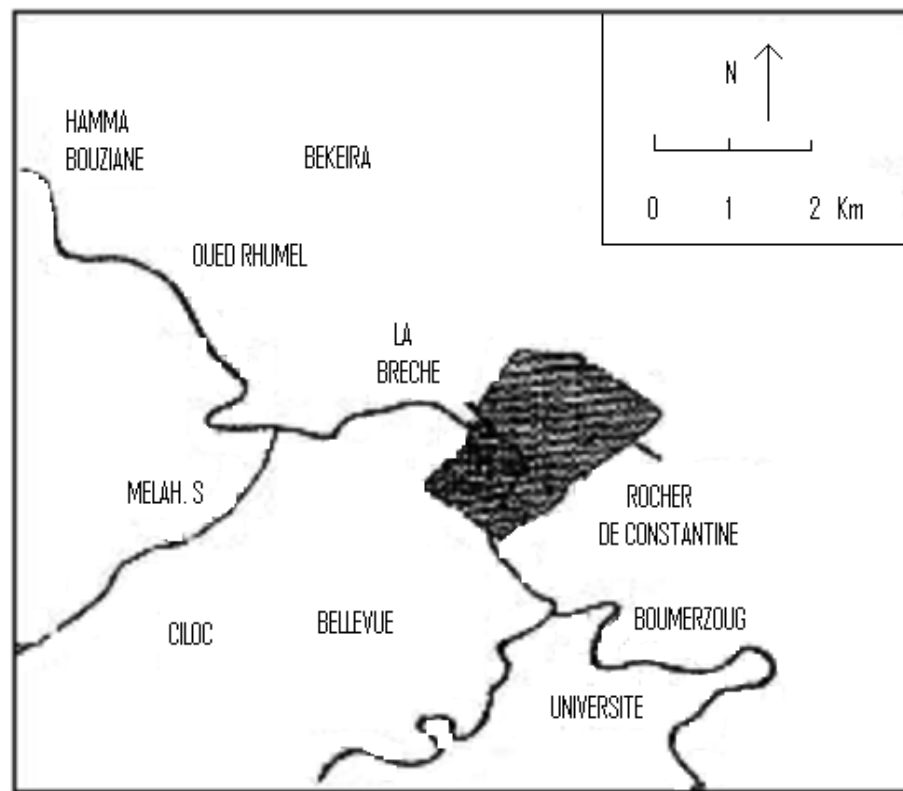 HAMMA
BOUZIANE
BEKEIRA
N
0 1 2 Km
OUED RHUMEL
LA
BRECHE
MELAH. S
ROCHER
DE CONSTANTINE
CILOC
BELLEVUE
BOUMERZOUG
UNIVERSITE